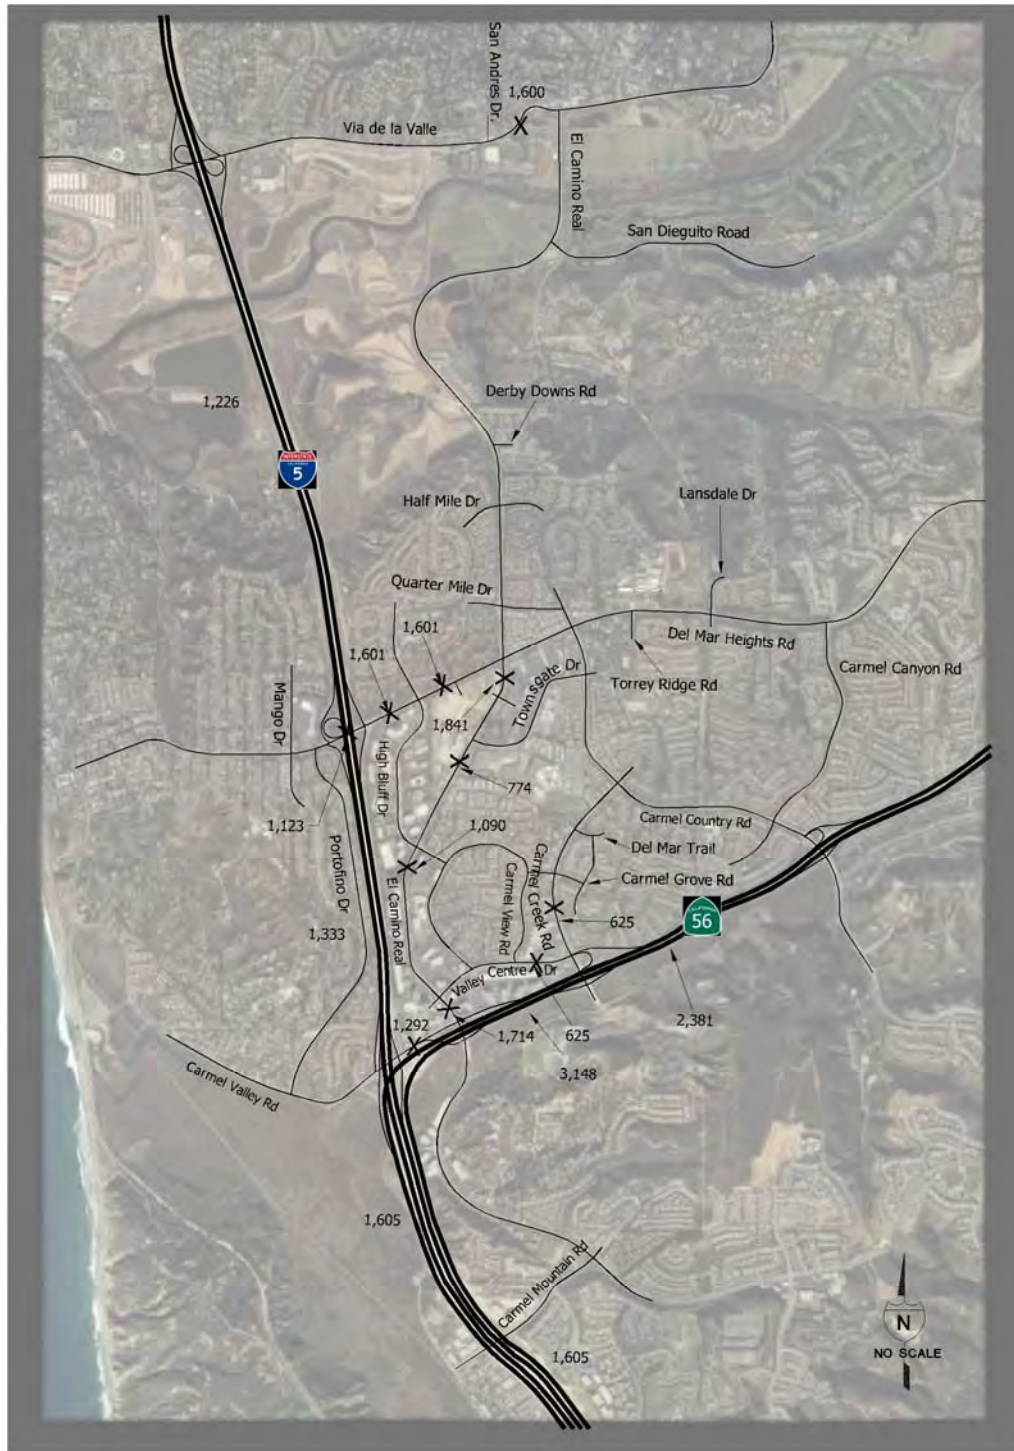 San Andres Dr.
1,600
Via de la Valle
El Camino Real
San Dieguito Road
Derby Downs Rd
1,226
INTERSTATE
CALIFORNIA
5
Half Mile Dr
Lansdale Dr
Quarter Mile Dr
1,601
1,601
Del Mar Heights Rd
Carmel Canyon Rd
Townsgate Dr
Torrey Ridge Rd
Mango Dr
1,841
High Bluff Dr
774
1,123
1,090
Carmel Country Rd
Portofino Dr
Del Mar Trail
Carmel Creek Rd
Carmel Grove Rd
El Camino Real
Carmel View Rd
CALIFORNIA
56
625
1,333
Valley Centre Dr
1,292
1,714
625
2,381
3,148
Carmel Valley Rd
1,605
Carmel Mountain Rd
N
NO SCALE
1,605